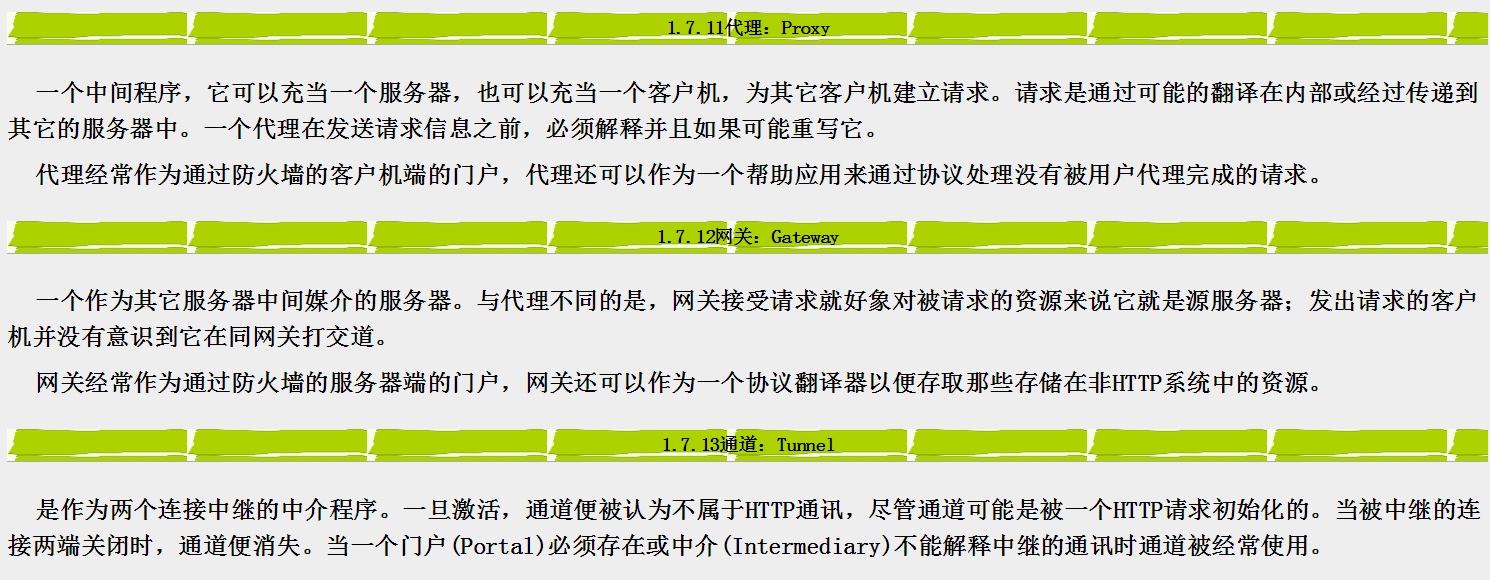 1.7.11代理：Proxy
一个中间程序，它可以充当一个服务器，也可以充当一个客户机，为其它客户机建立请求。请求是通过可能的翻译在内部或经过传递到
其它的服务器中。一个代理在发送请求信息之前，必须解释并且如果可能重写它。
代理经常作为通过防火墙的客户机端的门户，代理还可以作为一个帮助应用来通过协议处理没有被用户代理完成的请求。
1.7.12网关：Gateway
一个作为其它服务器中间媒介的服务器。与代理不同的是，网关接受请求就好象对被请求的资源来说它就是源服务器；发出请求的客户
机并没有意识到它在同网关打交道。
网关经常作为通过防火墙的服务器端的门户，网关还可以作为一个协议翻译器以便存取那些存储在非HTTP系统中的资源。
1.7.13通道：Tunnel
是作为两个连接中继的中介程序。一旦激活，通道便被认为不属于HTTP通讯，尽管通道可能是被一个HTTP请求初始化的。当被中继的连
接两端关闭时，通道便消失。当一个门户(Portal)必须存在或中介(Intermediary)不能解释中继的通讯时通道被经常使用。